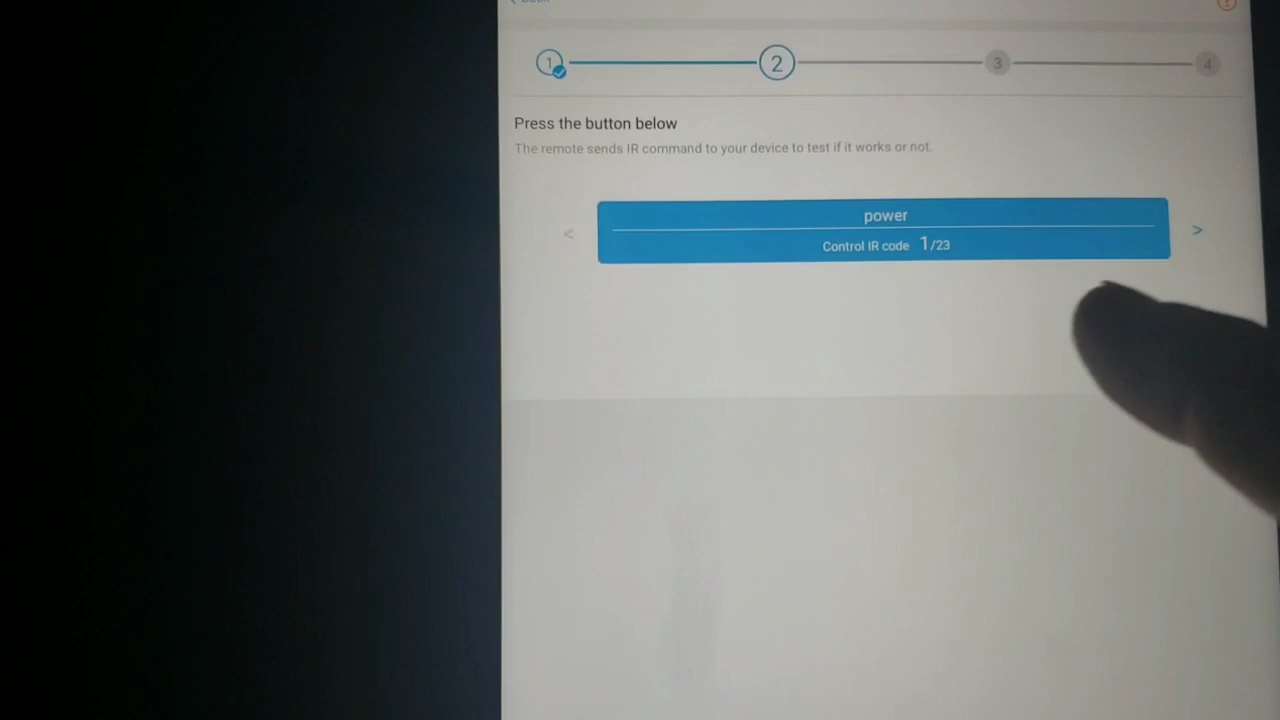 1 2 3 4
Press the button below
The remote sends IR command to your device to test if it works or not.
power
< >
Control IR code 1/23